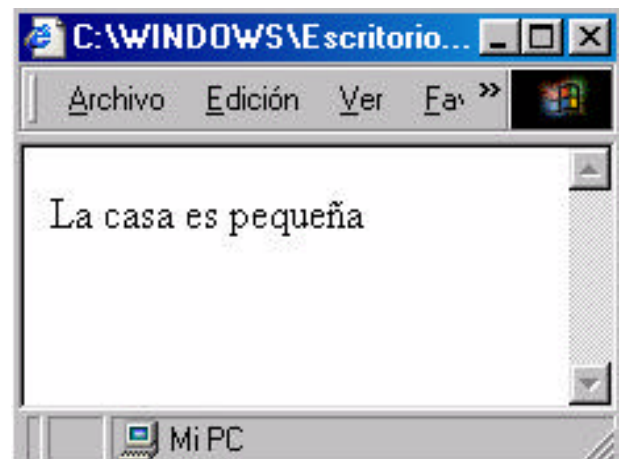 C:\WINDOWS\Escritorio...
Archivo Edición Ver »
La casa es pequeña
Mi PC